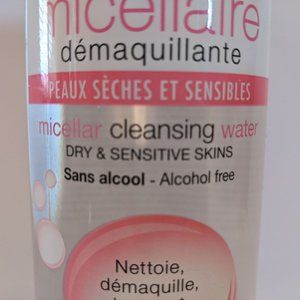 micellaire
démaquillante
PEAUX SÈCHES ET SENSIBLES
micellar cleansing water
DRY & SENSITIVE SKINS
Sans alcool - Alcohol free
Nettoie,
démaquille,